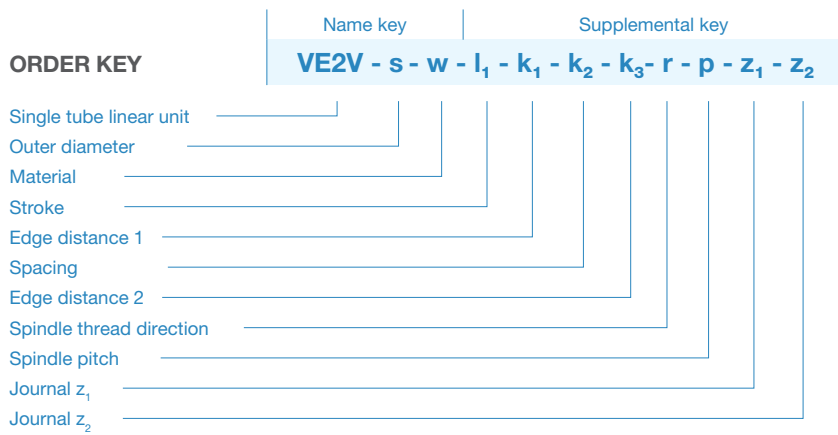 Name key Supplemental key
ORDER KEY VE2V - s - w - l₁ - k₁ - k₂ - k₃- r - p - z₁ - z₂
Single tube linear unit
Outer diameter
Material
Stroke
Edge distance 1
Spacing
Edge distance 2
Spindle thread direction
Spindle pitch
Journal z₁
Journal z₂